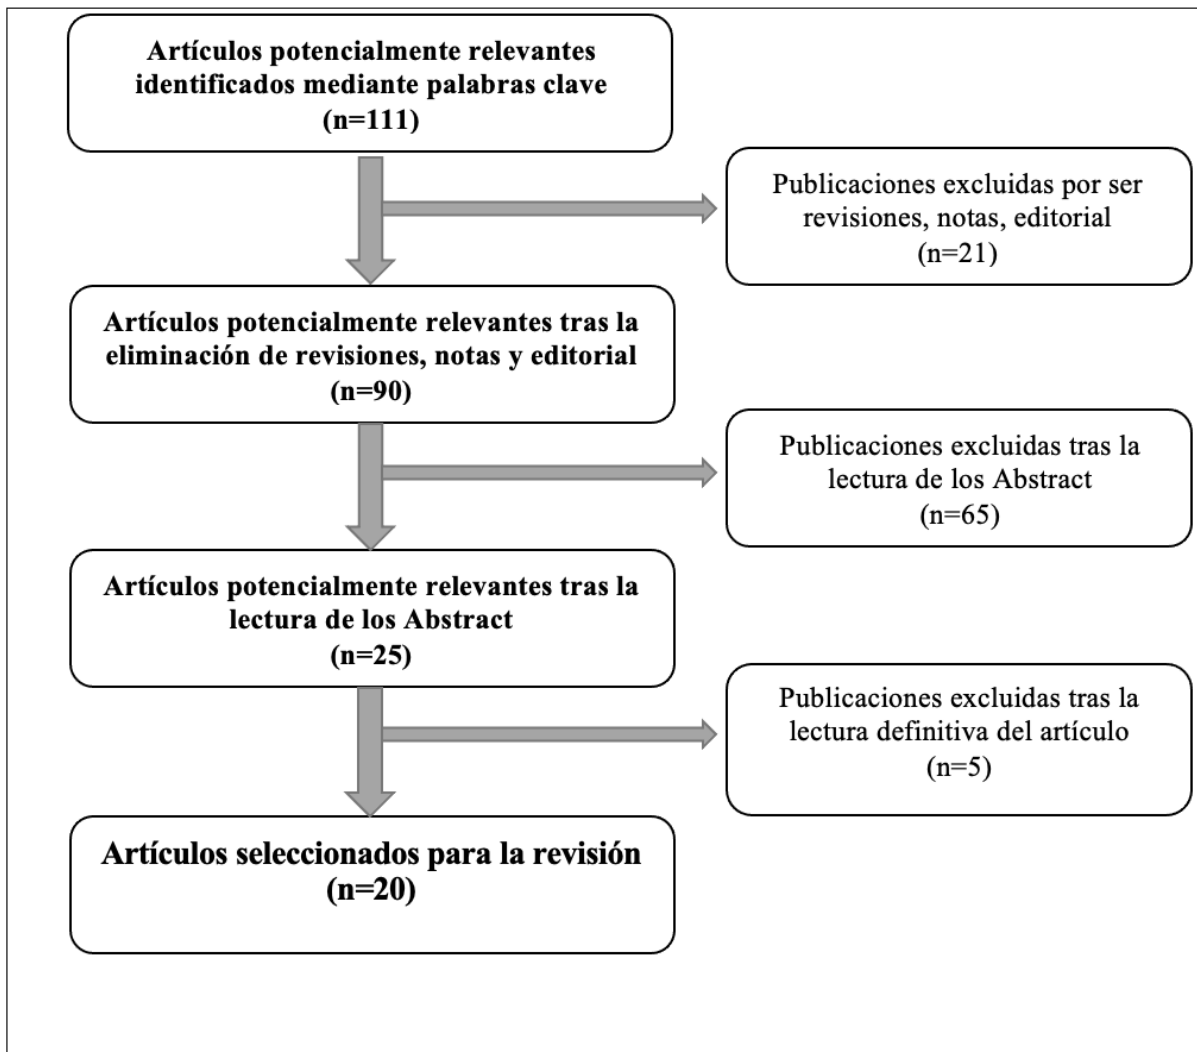 Artículos potencialmente relevantes
identificados mediante palabras clave
(n=111)
Publicaciones excluidas por ser
revisiones, notas, editorial
(n=21)
Artículos potencialmente relevantes tras la
eliminación de revisiones, notas y editorial
(n=90)
Publicaciones excluidas tras la
lectura de los Abstract
(n=65)
Artículos potencialmente relevantes tras la
lectura de los Abstract
(n=25)
Publicaciones excluidas tras la
lectura definitiva del artículo
(n=5)
Artículos seleccionados para la revisión
(n=20)